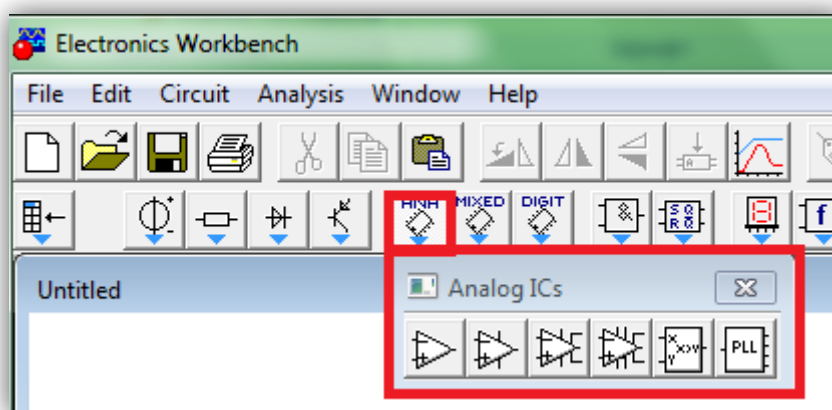 Electronics Workbench
File Edit Circuit Analysis Window Help
ANA MIXED DIGIT
Untitled
Analog ICs
PLL